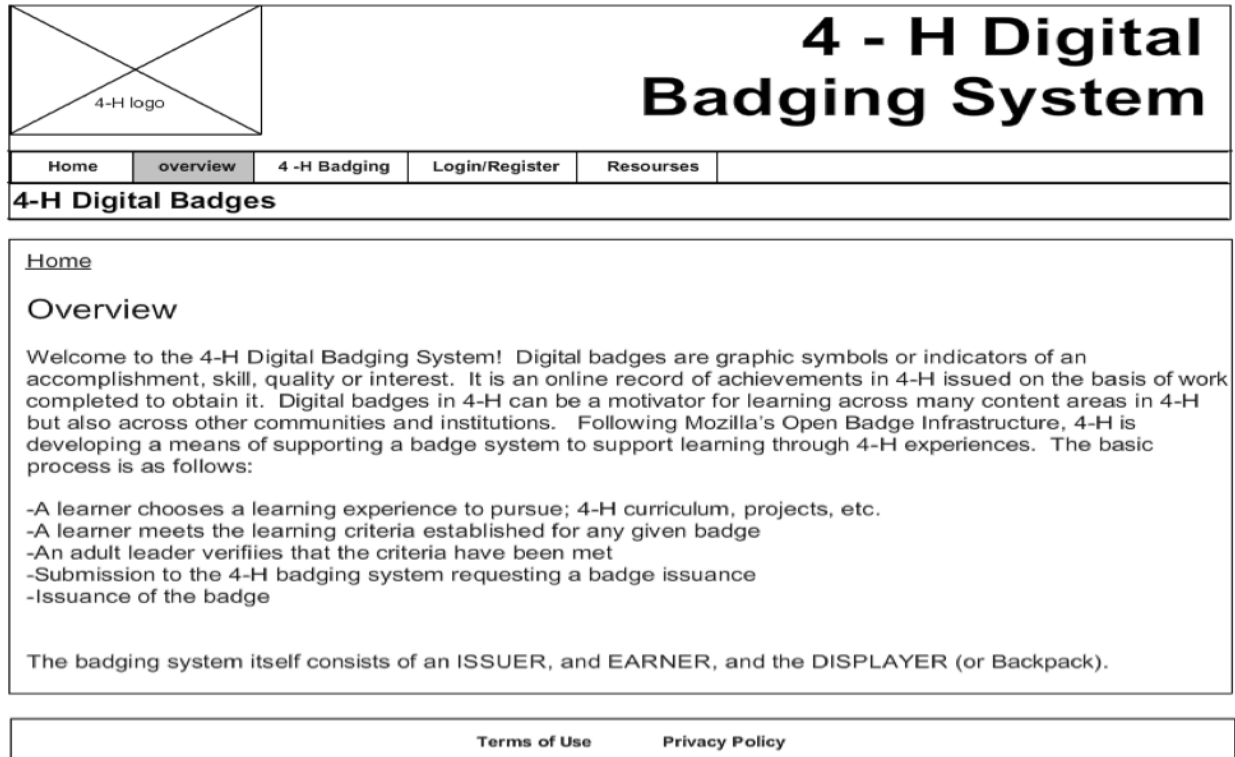 4-H logo
4 - H Digital
Badging System
Home overview 4 -H Badging Login/Register Resourses
4-H Digital Badges
Home
Overview
Welcome to the 4-H Digital Badging System!  Digital badges are graphic symbols or indicators of an
accomplishment, skill, quality or interest.  It is an online record of achievements in 4-H issued on the basis of work
completed to obtain it.  Digital badges in 4-H can be a motivator for learning across many content areas in 4-H
but also across other communities and institutions.   Following Mozilla's Open Badge Infrastructure, 4-H is
developing a means of supporting a badge system to support learning through 4-H experiences.  The basic
process is as follows:
-A learner chooses a learning experience to pursue; 4-H curriculum, projects, etc.
-A learner meets the learning criteria established for any given badge
-An adult leader verifiies that the criteria have been met
-Submission to the 4-H badging system requesting a badge issuance
-Issuance of the badge
The badging system itself consists of an ISSUER, and EARNER, and the DISPLAYER (or Backpack).
Terms of Use Privacy Policy